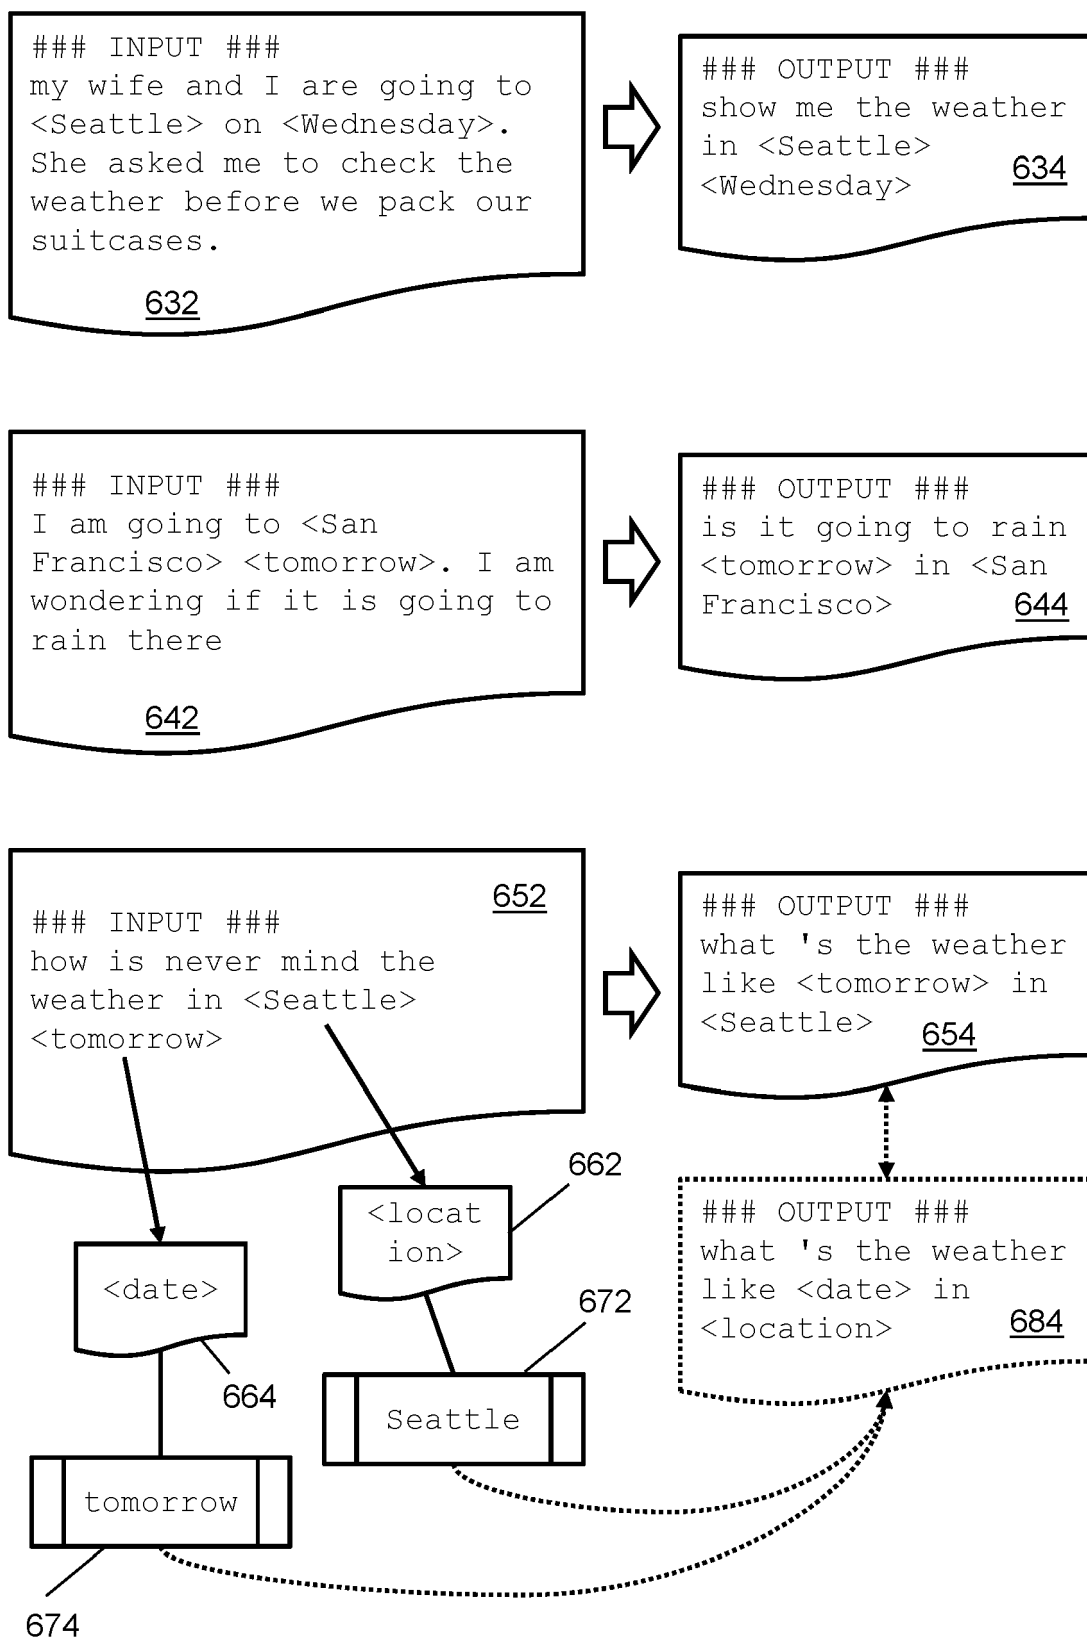 ### INPUT ###
my wife and I are going to
<Seattle> on <Wednesday>.
She asked me to check the
weather before we pack our
suitcases.
632
### OUTPUT ###
show me the weather
in <Seattle>
<Wednesday>
634
### INPUT ###
I am going to <San
Francisco> <tomorrow>. I am
wondering if it is going to
rain there
642
### OUTPUT ###
is it going to rain
<tomorrow> in <San
Francisco>
644
652
### INPUT ###
how is never mind the
weather in <Seattle>
<tomorrow>
### OUTPUT ###
what 's the weather
like <tomorrow> in
<Seattle>
654
662
<locat
ion>
<date>
664
672
Seattle
tomorrow
674
### OUTPUT ###
what 's the weather
like <date> in
<location>
684